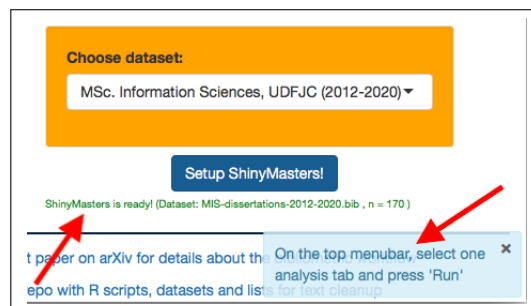 Choose dataset:
MSc. Information Sciences, UDFJC (2012-2020)
Setup ShinyMasters!
ShinyMasters is ready! (Dataset: MIS-dissertations-2012-2020.bib , n = 170 )
On the top menubar, select one
analysis tab and press 'Run'
×
t paper on arXiv for details about the bibliometric workflow
epo with R scripts, datasets and lists for text cleanup